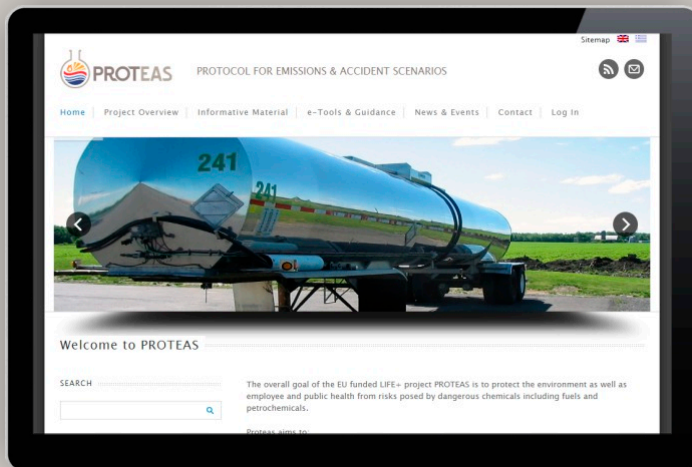 Sitemap
PROTEAS PROTOCOL FOR EMISSIONS & ACCIDENT SCENARIOS
Home Project Overview Informative Material e-Tools & Guidance News & Events Contact Log In
241
241
Welcome to PROTEAS
SEARCH
The overall goal of the EU funded LIFE+ project PROTEAS is to protect the environment as well as
employee and public health from risks posed by dangerous chemicals including fuels and
petrochemicals.
Proteas aims to: